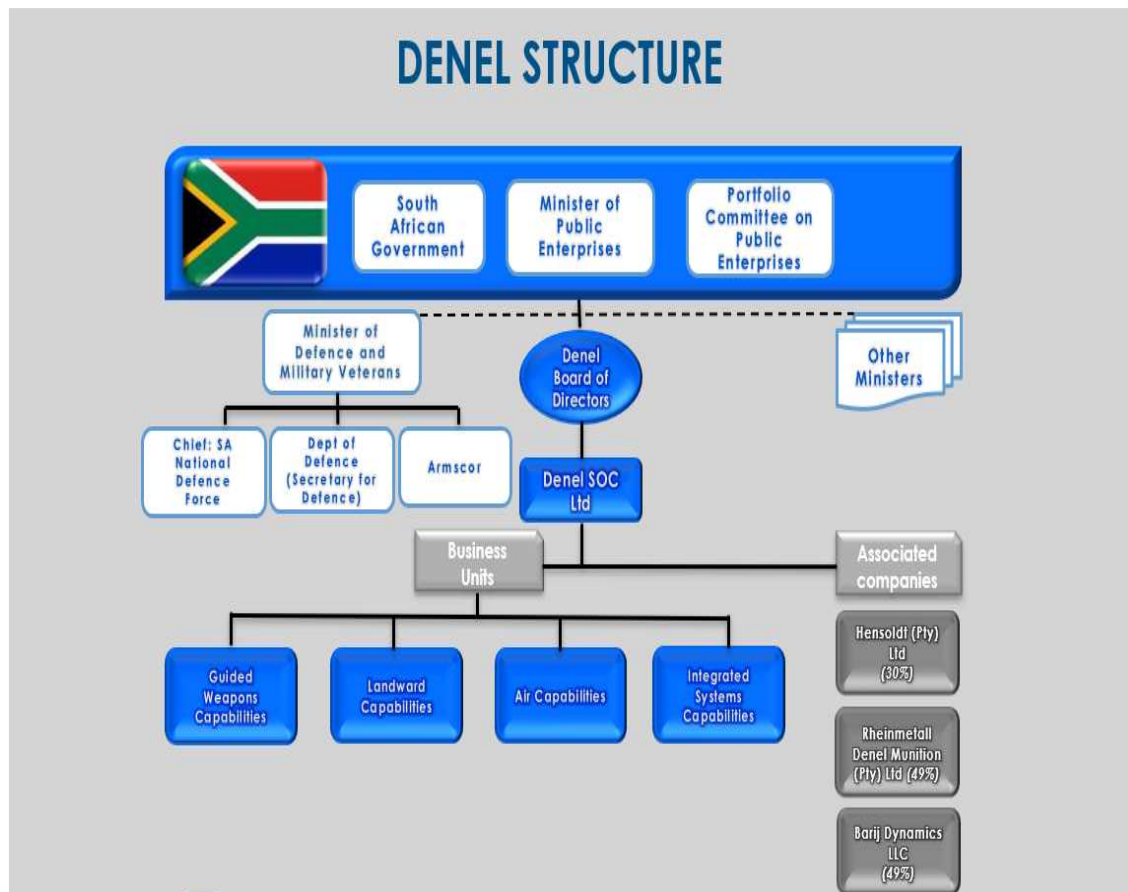 DENEL STRUCTURE
South
African
Government
Minister of
Public
Enterprises
Portfolio
Committee on
Public
Enterprises
Minister of
Defence and
Military Veterans
Denel
Board of
Directors
Other
Ministers
Chief: SA
National
Defence
Force
Dept of
Defence
(Secretary for
Defence)
Armscor
Denel SOC
Ltd
Business
Units
Associated
companies
Guided
Weapons
Capabilities
Landward
Capabilities
Air Capabilities
Integrated
Systems
Capabilities
Hensoldt (Pty)
Ltd
(30%)
Rheinmetall
Denel Munition
(Pty) Ltd (49%)
Barij Dynamics
LLC
(49%)